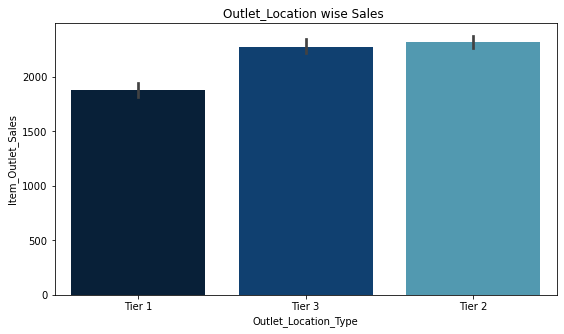 Outlet_Location wise Sales
Item_Outlet_Sales
2000
1500
1000
500
0
Tier 1
Tier 3
Tier 2
Outlet_Location_Type